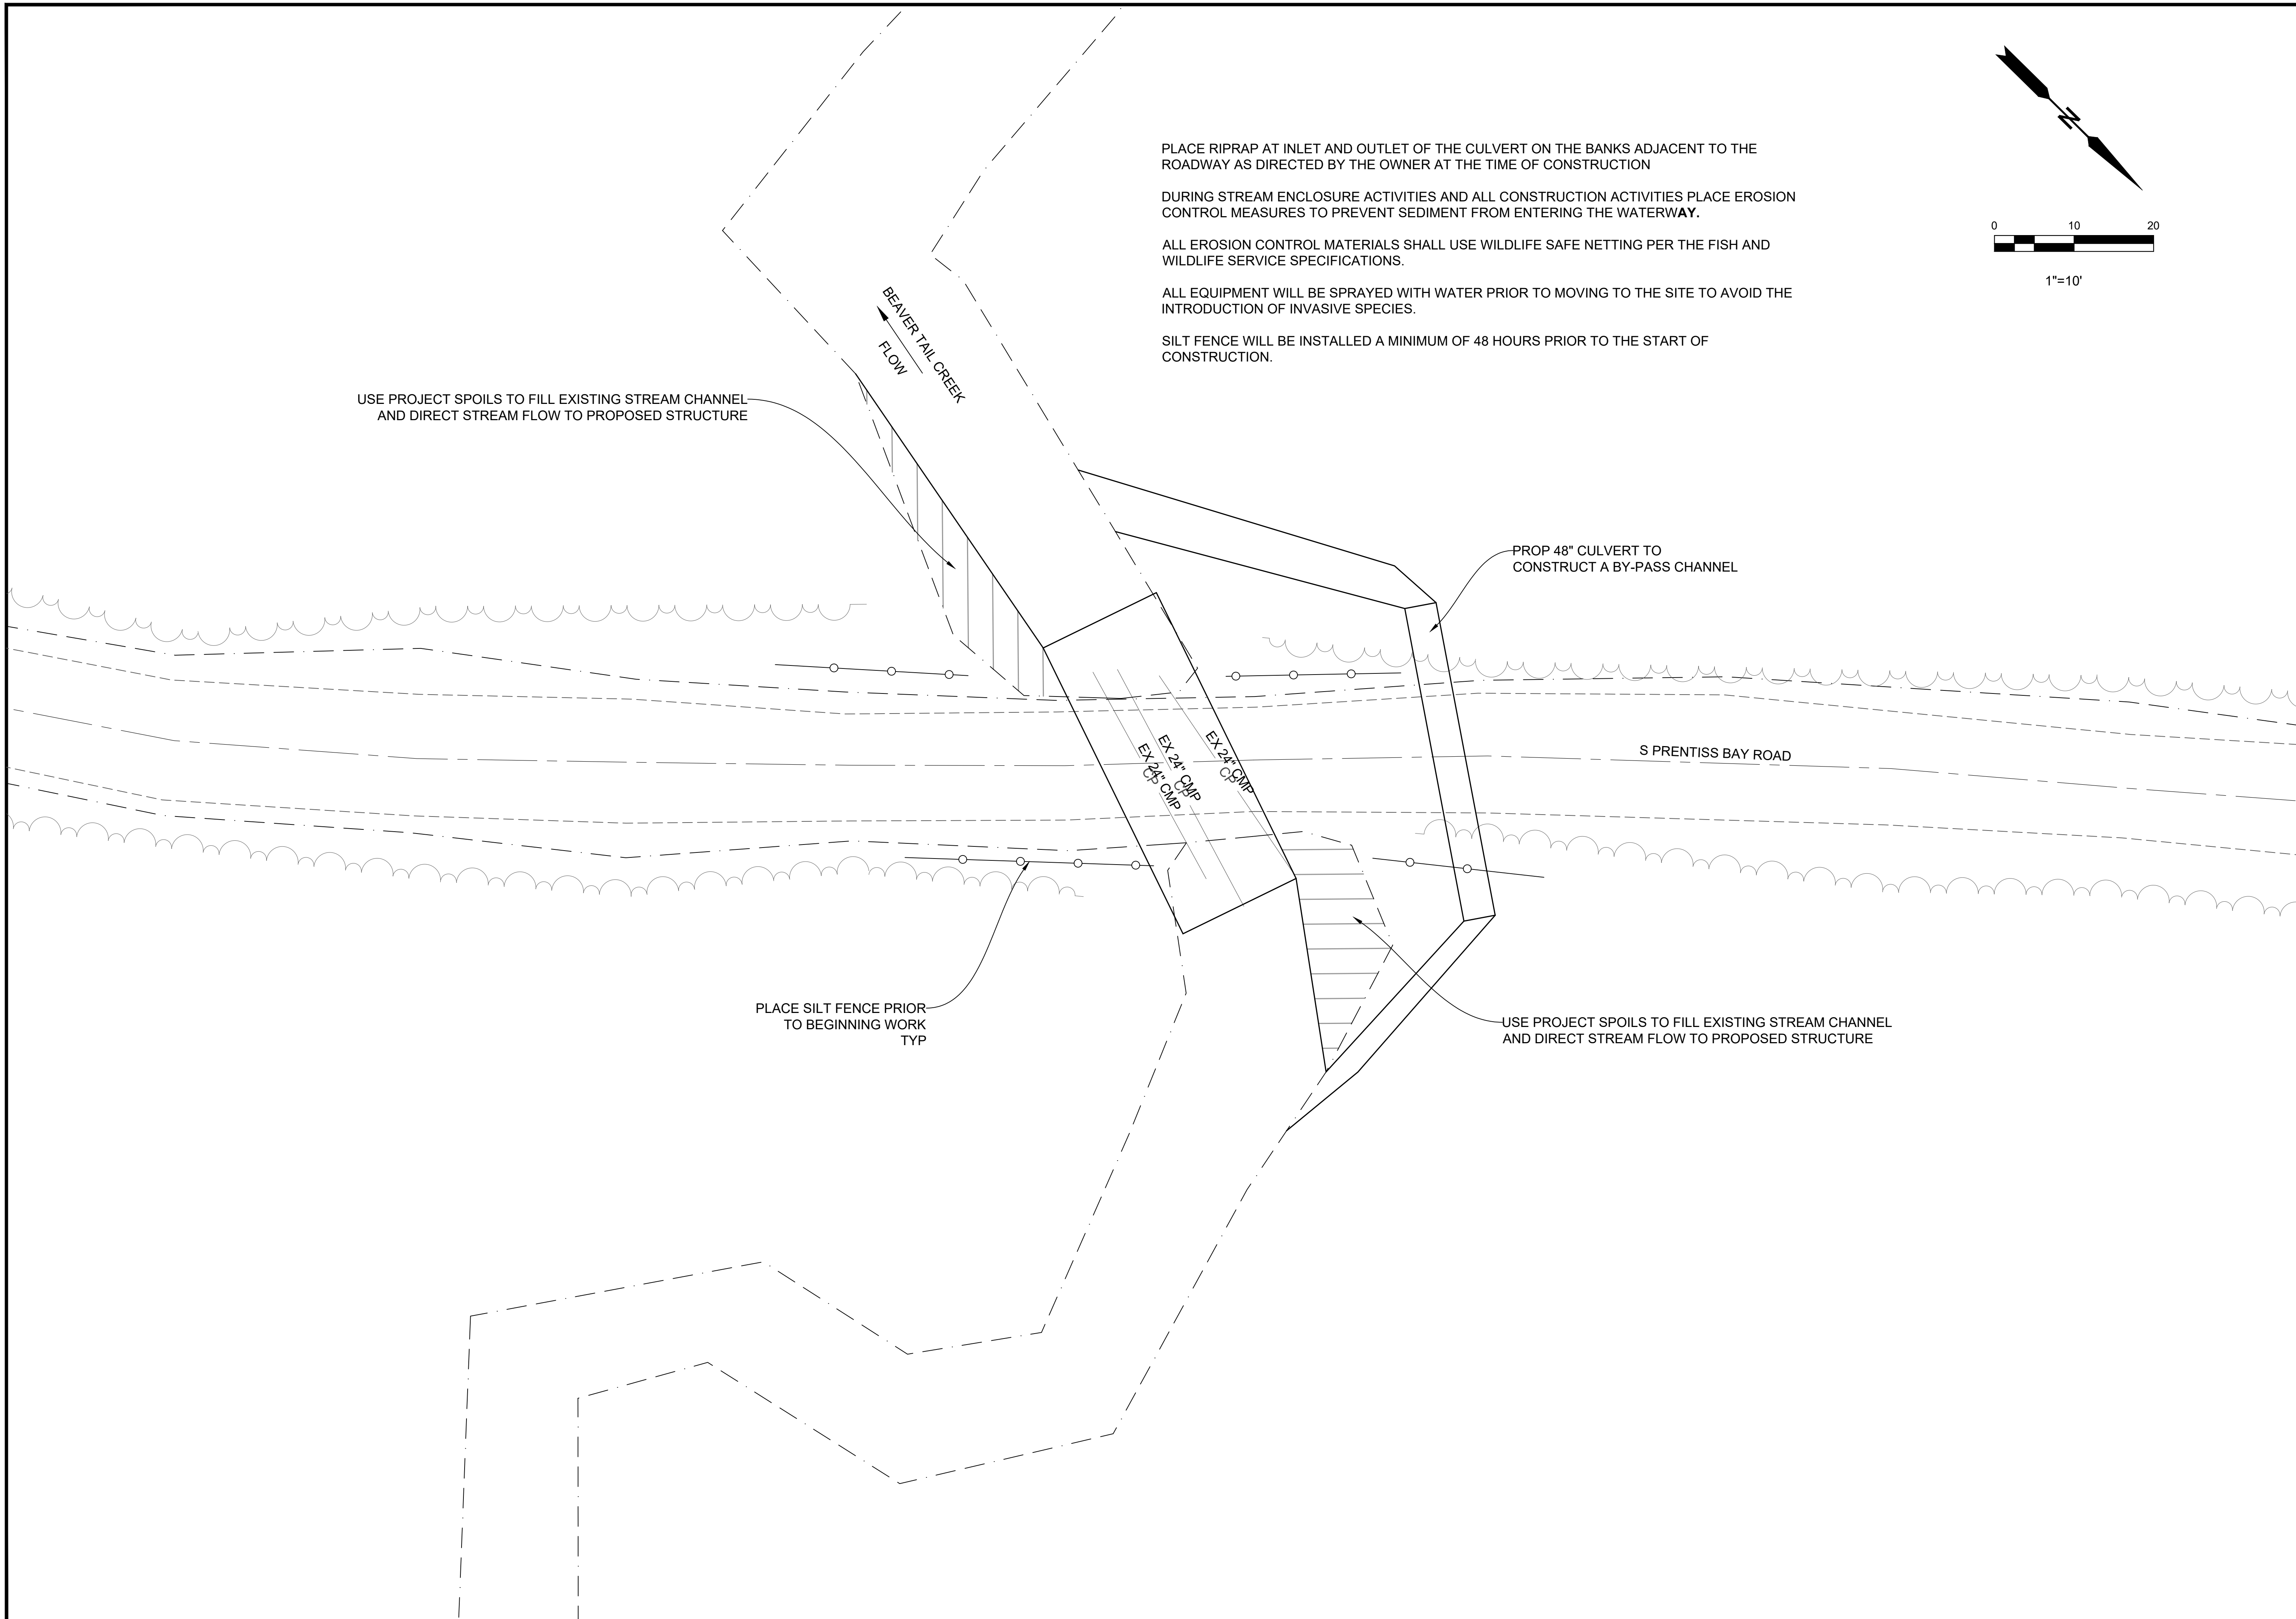 PLACE RIPRAP AT INLET AND OUTLET OF THE CULVERT ON THE BANKS ADJACENT TO THE
ROADWAY AS DIRECTED BY THE OWNER AT THE TIME OF CONSTRUCTION
DURING STREAM ENCLOSURE ACTIVITIES AND ALL CONSTRUCTION ACTIVITIES PLACE EROSION
CONTROL MEASURES TO PREVENT SEDIMENT FROM ENTERING THE WATERWAY.
ALL EROSION CONTROL MATERIALS SHALL USE WILDLIFE SAFE NETTING PER THE FISH AND
WILDLIFE SERVICE SPECIFICATIONS.
ALL EQUIPMENT WILL BE SPRAYED WITH WATER PRIOR TO MOVING TO THE SITE TO AVOID THE
INTRODUCTION OF INVASIVE SPECIES.
SILT FENCE WILL BE INSTALLED A MINIMUM OF 48 HOURS PRIOR TO THE START OF
CONSTRUCTION.
N
0 10 20
1"=10'
BEAVER TAIL CREEK
FLOW
USE PROJECT SPOILS TO FILL EXISTING STREAM CHANNEL
AND DIRECT STREAM FLOW TO PROPOSED STRUCTURE
PROP 48" CULVERT TO
CONSTRUCT A BY-PASS CHANNEL
EX 24" CMP
CP
EX 24" CMP
CP
EX 24" CMP
CP
S PRENTISS BAY ROAD
PLACE SILT FENCE PRIOR
TO BEGINNING WORK
TYP
USE PROJECT SPOILS TO FILL EXISTING STREAM CHANNEL
AND DIRECT STREAM FLOW TO PROPOSED STRUCTURE